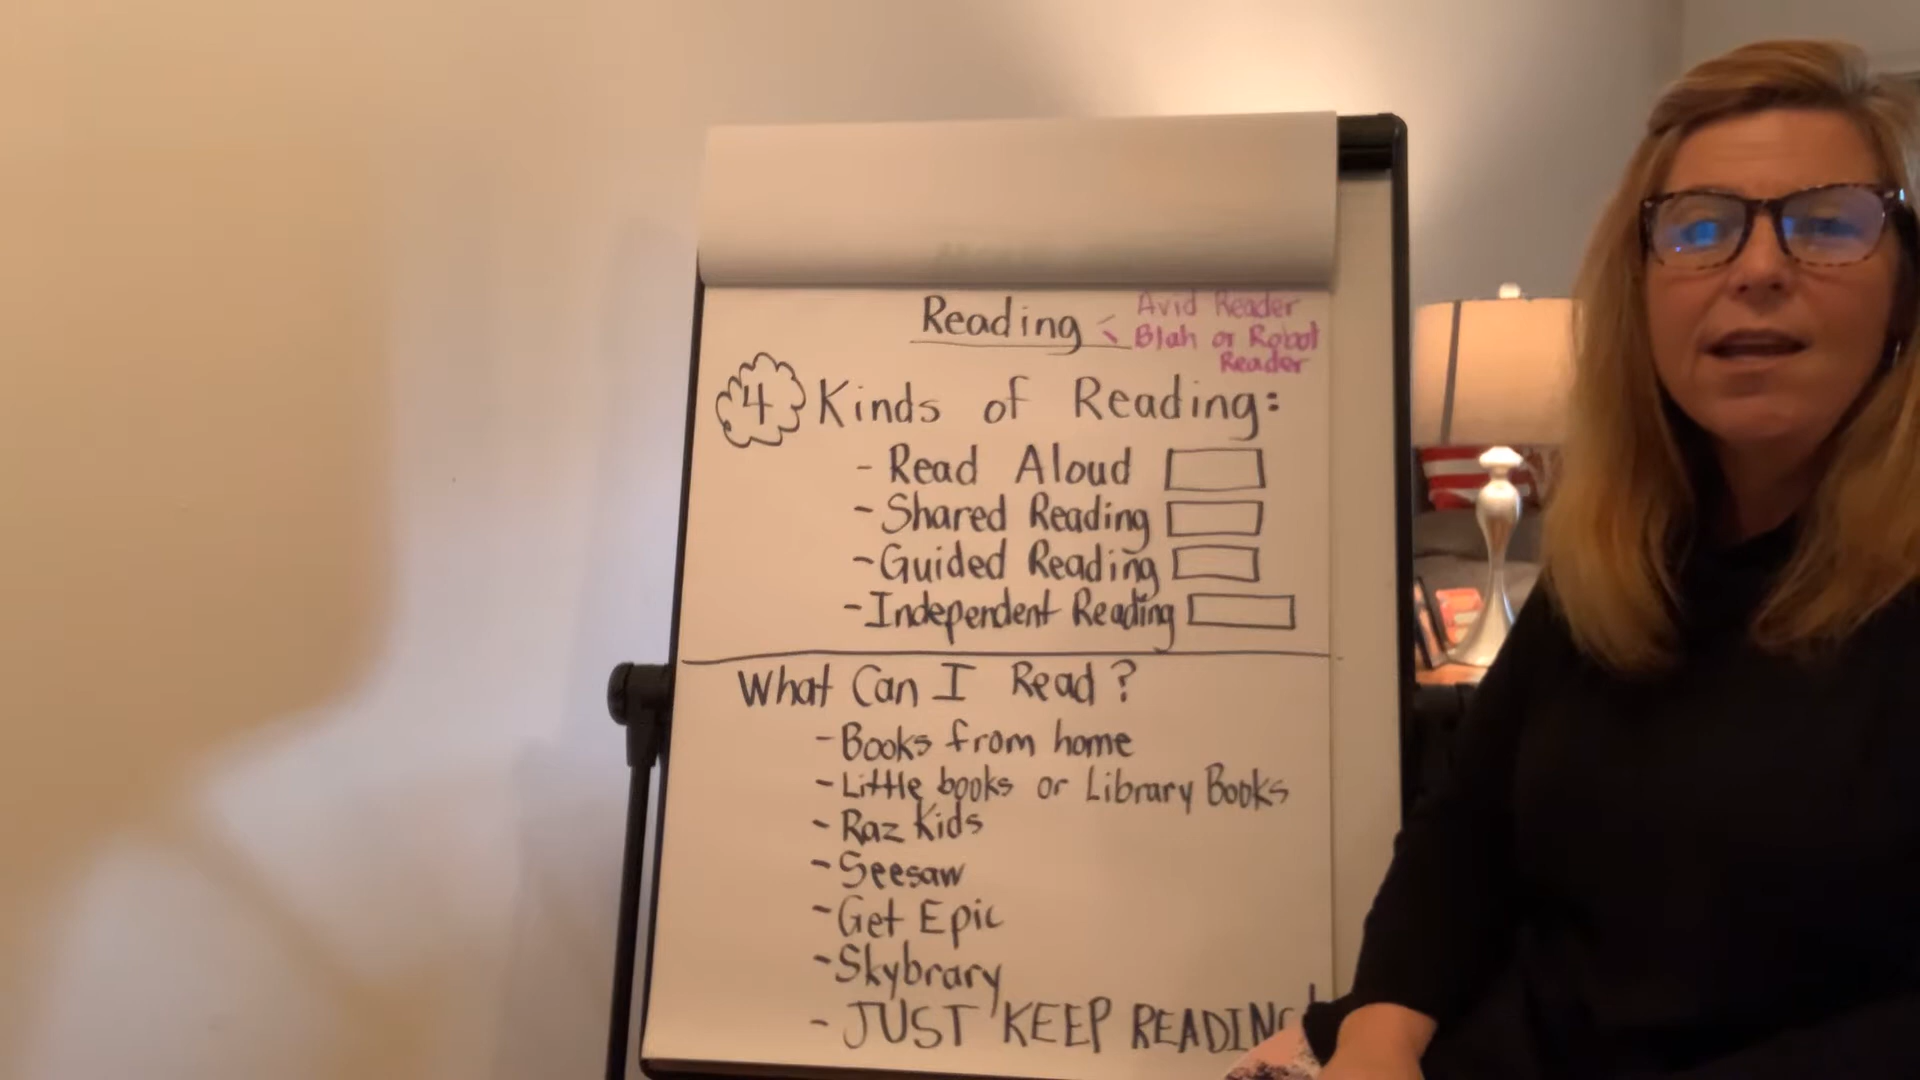 Reading
Avid Reader
Blah or Robot
Reader
4 Kinds of Reading:
- Read Aloud
- Shared Reading
- Guided Reading
- Independent Reading
What Can I Read?
- Books from home
- Little books or Library Books
- Raz Kids
- Seesaw
- Get Epic
- Skybrary
- JUST KEEP READING!